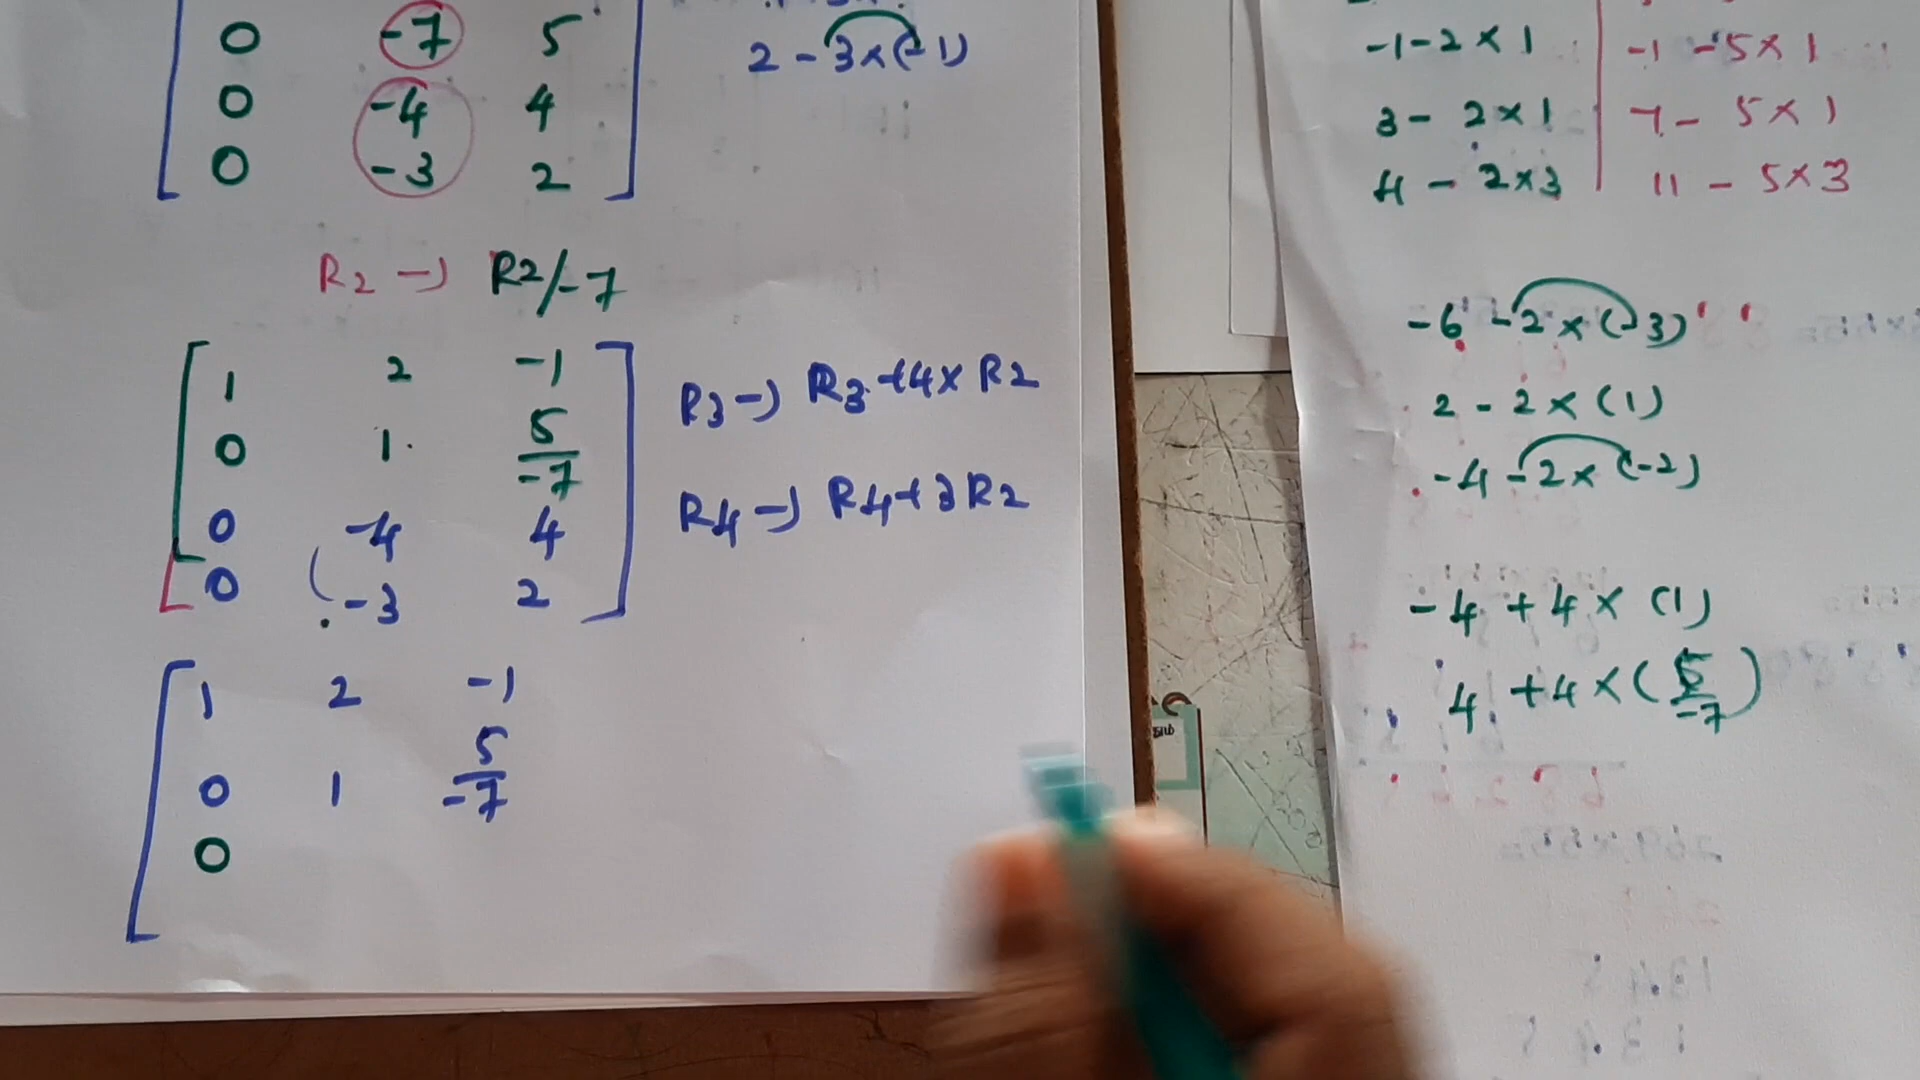 0 -7 5
0 -4 4
0 -3 2
2 - 3×(-1)
R2 → R2/-7
1 2 -1
0 1 5/-7
0 -4 4
0 -3 2
R3 → R3 + 4× R2
R4 → R4 + 3 R2
1 2 -1
0 1 5/-7
0
-1 - 2 × 1
3 - 2 × 1
4 - 2×3
-1 - 5 × 1
7 - 5 × 1
11 - 5×3
-6 - 2 × (-3)
2 - 2 × (1)
-4 - 2 × (-2)
-4 + 4 × (1)
4 + 4 × (5/-7)